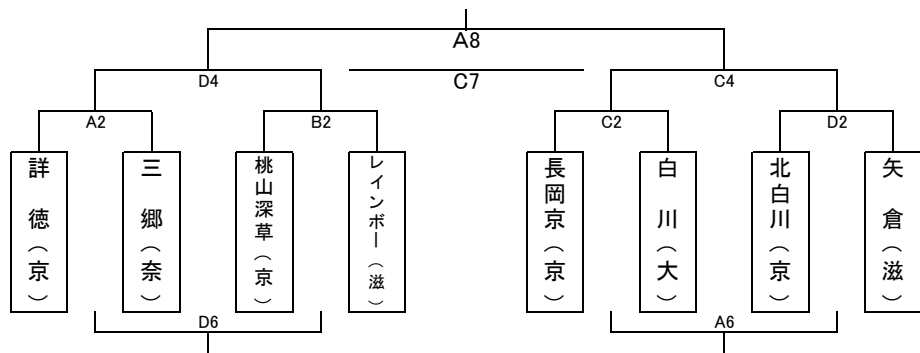 A8
D4
C7
C4
A2
B2
C2
D2
詳徳（京）
三郷（奈）
桃山深草（京）
レインボー（滋）
長岡京（京）
白川（大）
北白川（京）
矢倉（滋）
D6
A6